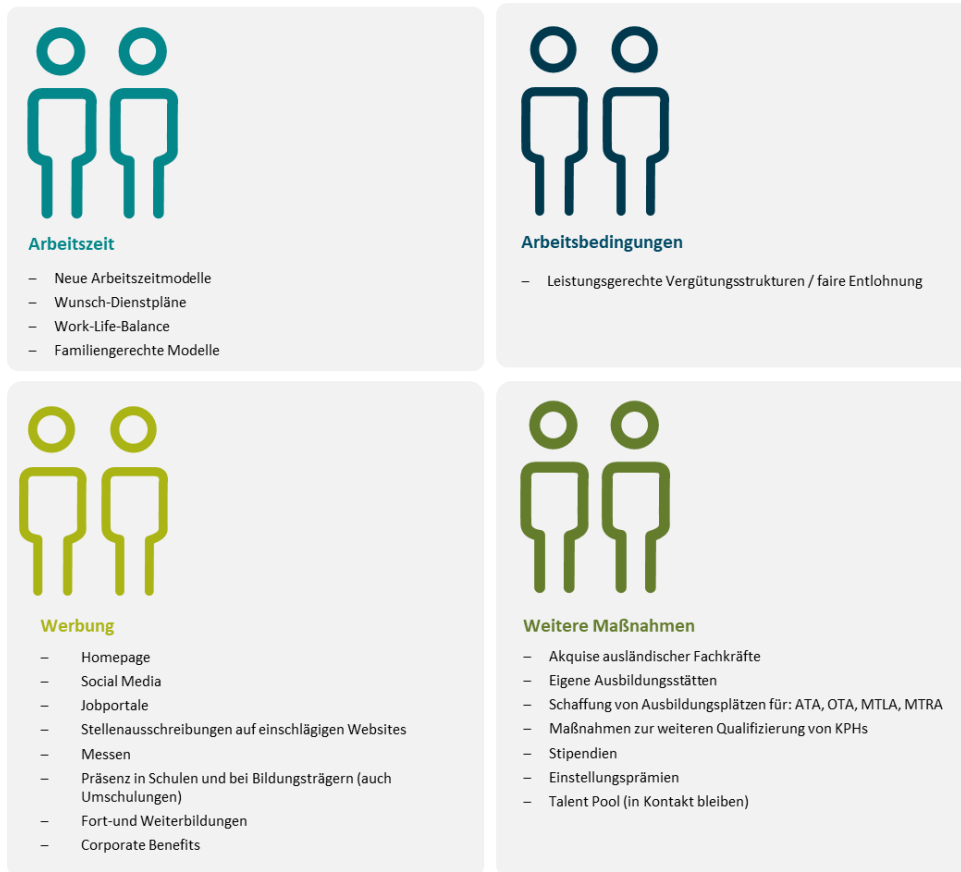 Arbeitszeit
– Neue Arbeitszeitmodelle
– Wunsch-Dienstpläne
– Work-Life-Balance
– Familiengerechte Modelle
Arbeitsbedingungen
– Leistungsgerechte Vergütungsstrukturen / faire Entlohnung
Werbung
– Homepage
– Social Media
– Jobportale
– Stellenausschreibungen auf einschlägigen Websites
– Messen
– Präsenz in Schulen und bei Bildungsträgern (auch
Umschulungen)
– Fort-und Weiterbildungen
– Corporate Benefits
Weitere Maßnahmen
– Akquise ausländischer Fachkräfte
– Eigene Ausbildungsstätten
– Schaffung von Ausbildungsplätzen für: ATA, OTA, MTLA, MTRA
– Maßnahmen zur weiteren Qualifizierung von KPHs
– Stipendien
– Einstellungsprämien
– Talent Pool (in Kontakt bleiben)